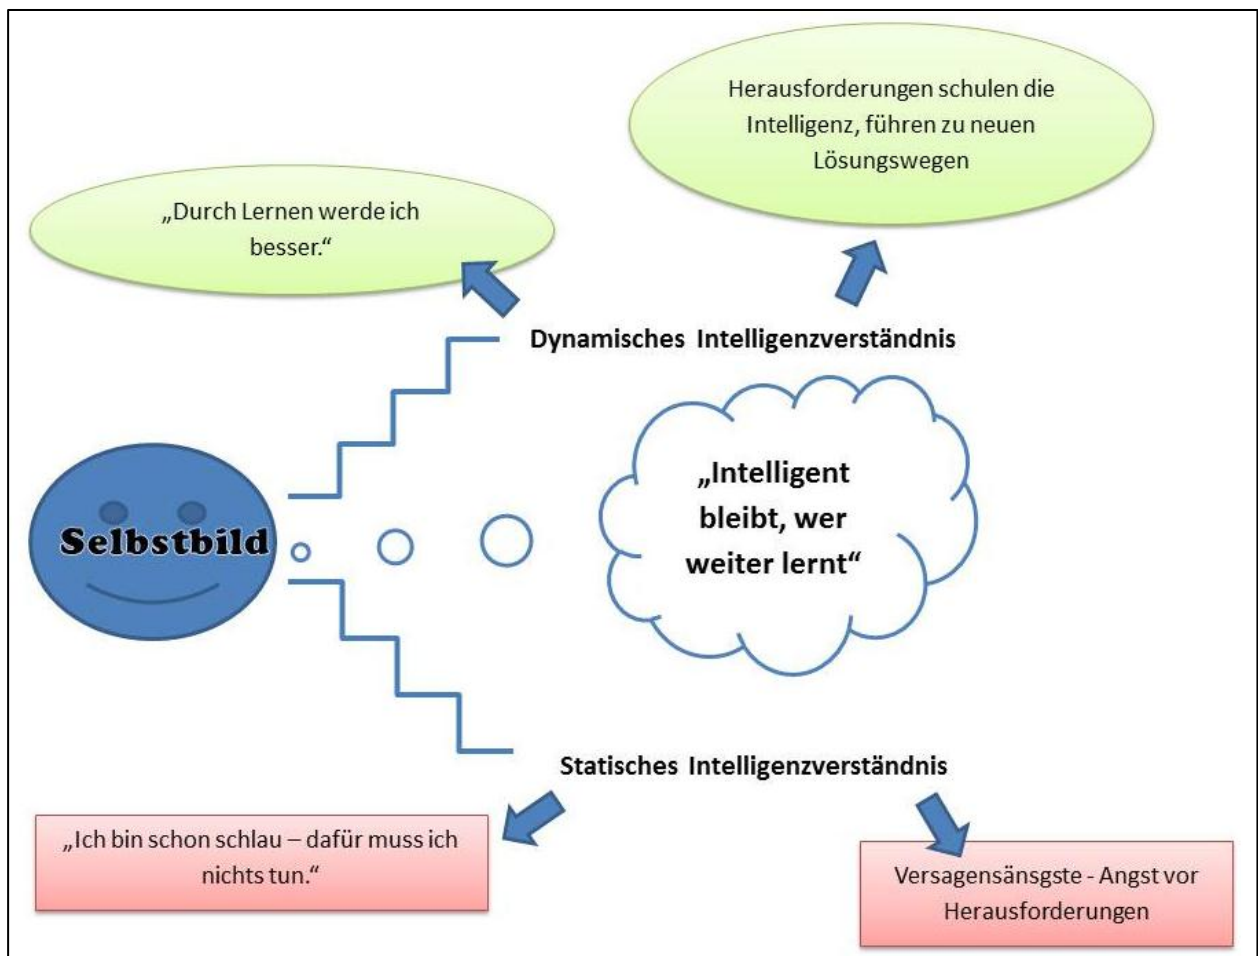 Herausforderungen schulen die
Intelligenz, führen zu neuen
Lösungswegen
„Durch Lernen werde ich
besser.“
Dynamisches Intelligenzverständnis
„Intelligent
bleibt, wer
weiter lernt“
Selbstbild
Statisches Intelligenzverständnis
„Ich bin schon schlau – dafür muss ich
nichts tun.“
Versagensänsgste - Angst vor
Herausforderungen